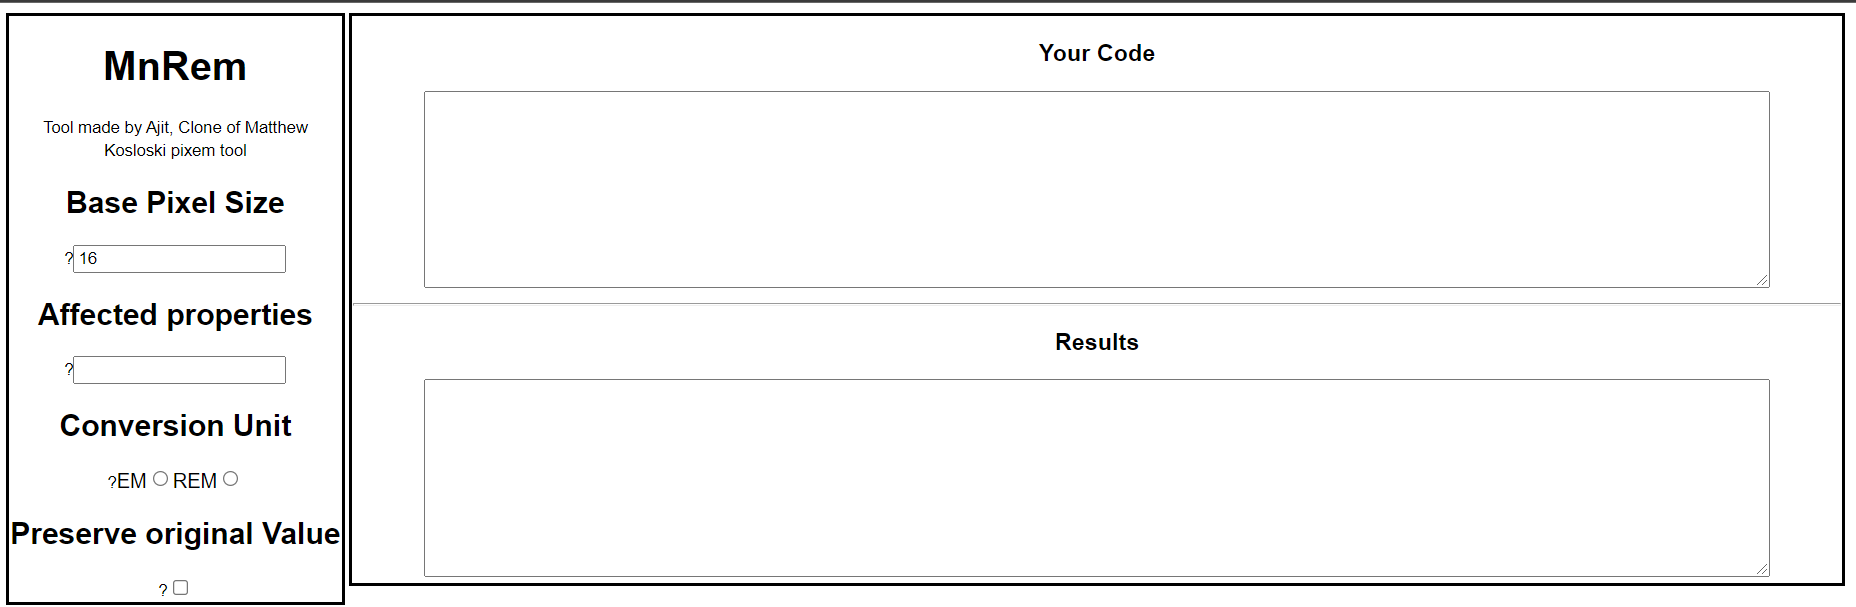 MnRem
Tool made by Ajit, Clone of Matthew
Kosloski pixem tool
Base Pixel Size
?16
Affected properties
?
Conversion Unit
?EM REM
Preserve original Value
?
Your Code
Results